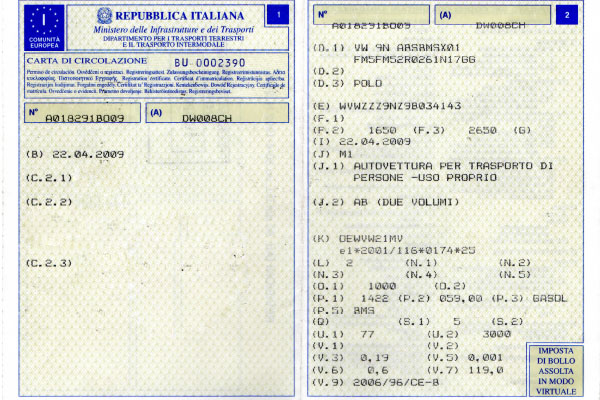 I
COMUNITÀ
EUROPEA
REPUBBLICA ITALIANA
Ministero delle Infrastrutture e dei Trasporti
DIPARTIMENTO PER I TRASPORTI TERRESTRI
E IL TRASPORTO INTERMODALE
1
CARTA DI CIRCOLAZIONE
BU 0002390
N° A018291BO09 (A) DW008CH
(B) 22.04.2009
(C.2.1)
(C.2.2)
(C.2.3)
N° A018291BO09 (A) DW008CH
2
(D.1) VW 9N ABSBMSX01
FM5FM52R0261N17GG
(D.2)
(D.3) POLO
(E) WVWZZZ9NZ9B034143
(F.1)
(F.2) 1650 (F.3) 2650 (G)
(I) 22.04.2009
(J) M1
(J.1) AUTOVETTURA PER TRASPORTO DI
PERSONE -USO PROPRIO
(J.2) AB (DUE VOLUMI)
(K) OEWVW21MV
e1*2001/116*0174*25
(L) 2 (N.1) (N.2)
(N.3) (N.4) (N.5)
(O.1) 1000 (O.2)
(P.1) 1422 (P.2) 059,00 (P.3) GASOL
(P.5) BMS
(Q) (S.1) 5 (S.2)
(U.1) 77 (U.2) 3000
(V.1) (V.2)
(V.3) 0,19 (V.5) 0,001
(V.6) 0,6 (V.7) 119,0
(V.9) 2006/96/CE-B
IMPOSTA
DI BOLLO
ASSOLTA
IN MODO
VIRTUALE